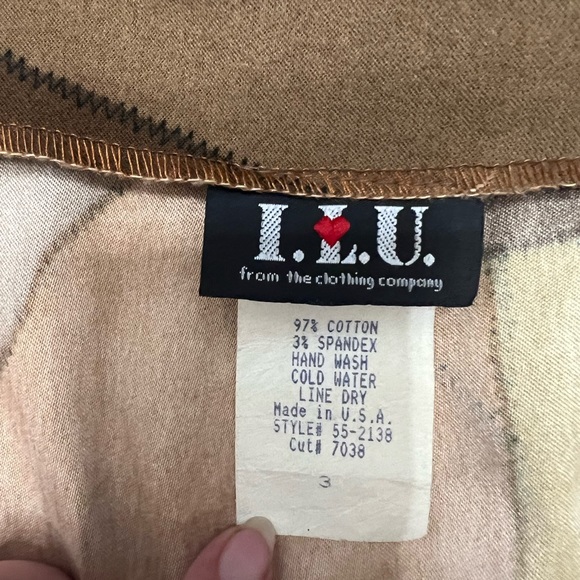 I.L.U.
from the clothing company
97% COTTON
3% SPANDEX
HAND WASH
COLD WATER
LINE DRY
Made in U.S.A.
STYLE# 55-2138
Cut# 7038
3